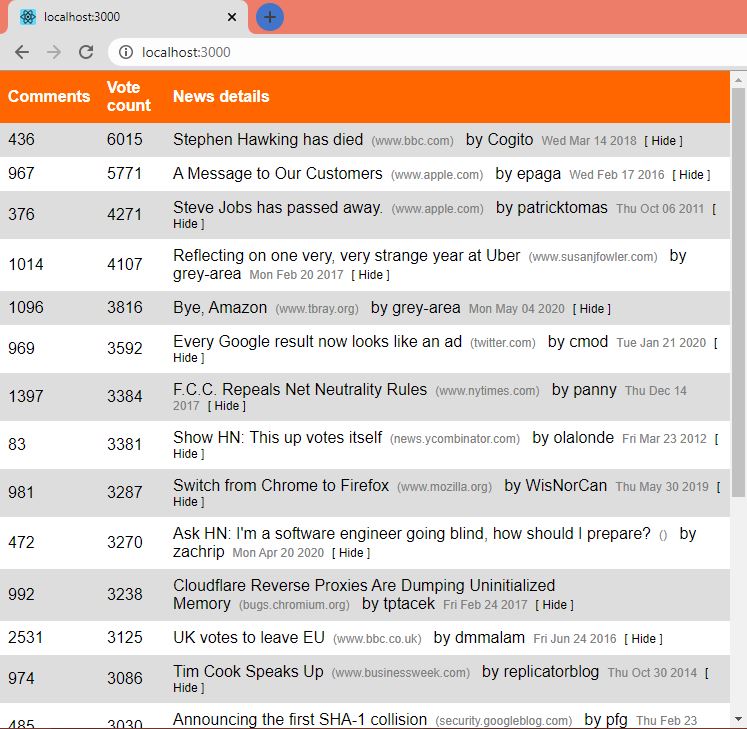 localhost:3000
localhost:3000
Comments Vote count News details
436 6015 Stephen Hawking has died (www.bbc.com) by Cogito Wed Mar 14 2018 [ Hide ]
967 5771 A Message to Our Customers (www.apple.com) by epaga Wed Feb 17 2016 [ Hide ]
376 4271 Steve Jobs has passed away. (www.apple.com) by patricktomas Thu Oct 06 2011 [
Hide ]
1014 4107 Reflecting on one very, very strange year at Uber (www.susanjfowler.com) by
grey-area Mon Feb 20 2017 [ Hide ]
1096 3816 Bye, Amazon (www.tbray.org) by grey-area Mon May 04 2020 [ Hide ]
969 3592 Every Google result now looks like an ad (twitter.com) by cmod Tue Jan 21 2020 [
Hide ]
1397 3384 F.C.C. Repeals Net Neutrality Rules (www.nytimes.com) by panny Thu Dec 14
2017 [ Hide ]
83 3381 Show HN: This up votes itself (news.ycombinator.com) by olalonde Fri Mar 23 2012 [
Hide ]
981 3287 Switch from Chrome to Firefox (www.mozilla.org) by WisNorCan Thu May 30 2019 [
Hide ]
472 3270 Ask HN: I'm a software engineer going blind, how should I prepare? () by
zachrip Mon Apr 20 2020 [ Hide ]
992 3238 Cloudflare Reverse Proxies Are Dumping Uninitialized
Memory (bugs.chromium.org) by tptacek Fri Feb 24 2017 [ Hide ]
2531 3125 UK votes to leave EU (www.bbc.co.uk) by dmmalam Fri Jun 24 2016 [ Hide ]
974 3086 Tim Cook Speaks Up (www.businessweek.com) by replicatorblog Thu Oct 30 2014 [
Hide ]
485 3030 Announcing the first SHA-1 collision (security.googleblog.com) by pfg Thu Feb 23